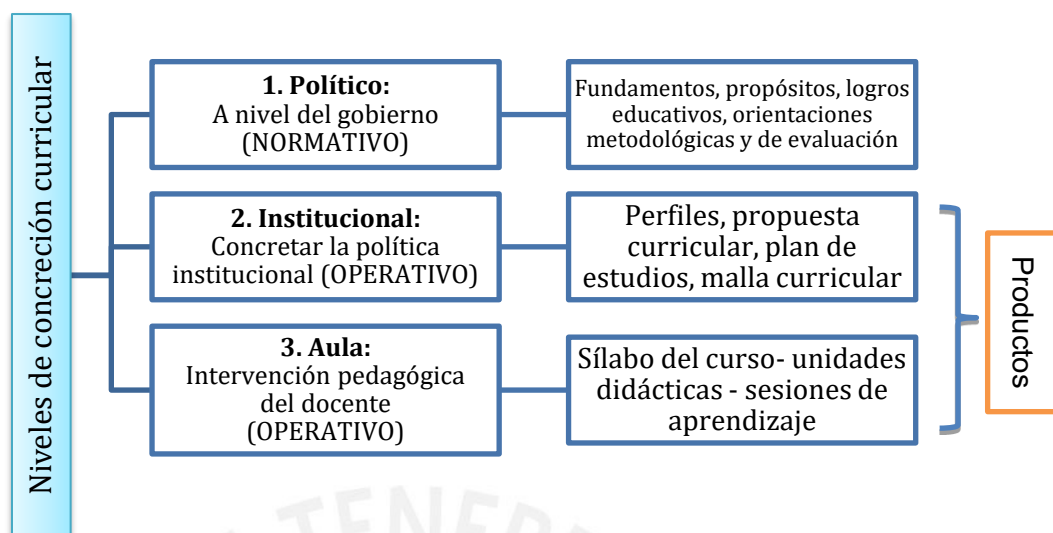 Niveles de concreción curricular
1. Político:
A nivel del gobierno
(NORMATIVO)
Fundamentos, propósitos, logros
educativos, orientaciones
metodológicas y de evaluación
2. Institucional:
Concretar la política
institucional (OPERATIVO)
Perfiles, propuesta
curricular, plan de
estudios, malla curricular
3. Aula:
Intervención pedagógica
del docente
(OPERATIVO)
Sílabo del curso- unidades
didácticas - sesiones de
aprendizaje
Productos